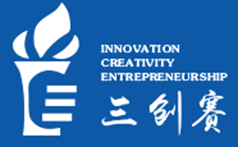 INNOVATION
CREATIVITY
ENTREPRENEURSHIP
三创赛